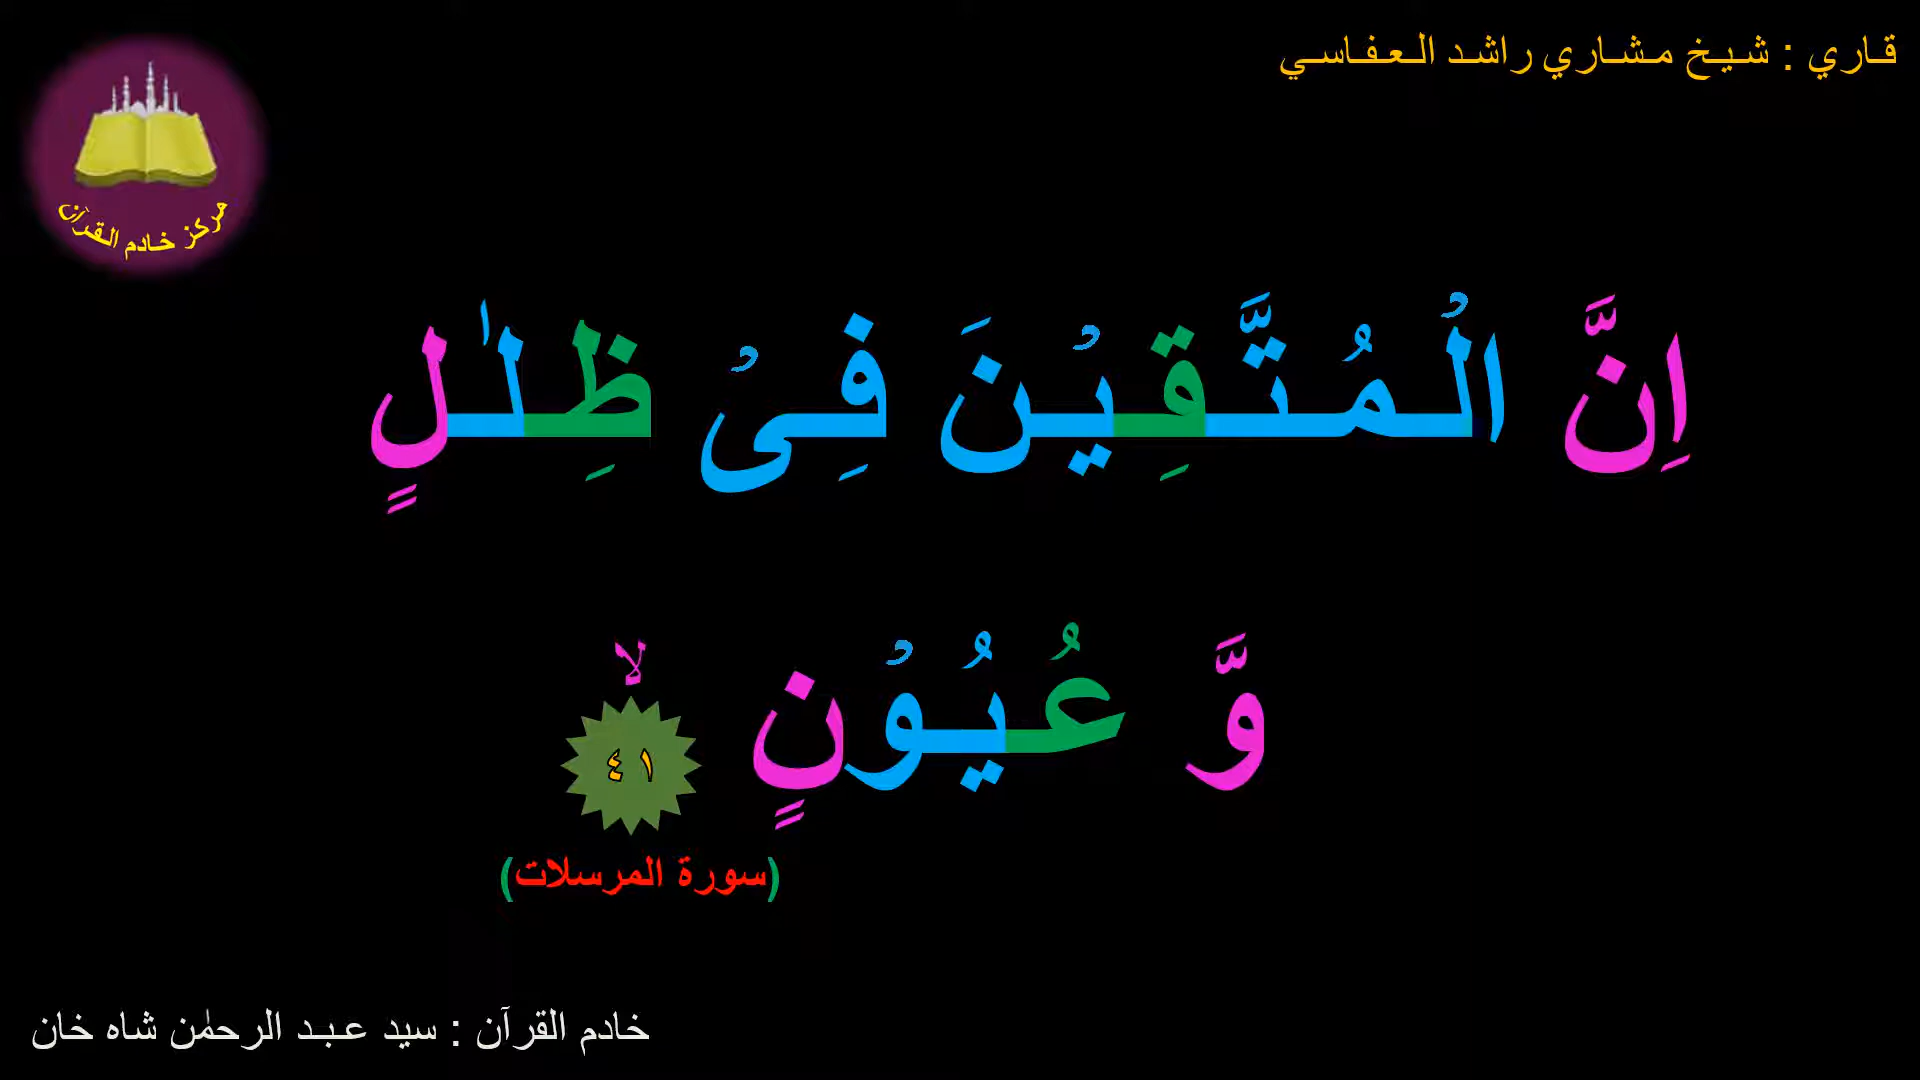 قاري : شيخ مشاري راشد العفاسي
مركز خادم القرآن
اِنَّ الْمُتَّقِيْنَ فِىْ ظِلٰلٍ
وَّ عُيُوْنٍ ۙ ٤١
(سورة المرسلات)
خادم القرآن : سيد عبد الرحمٰن شاه خان